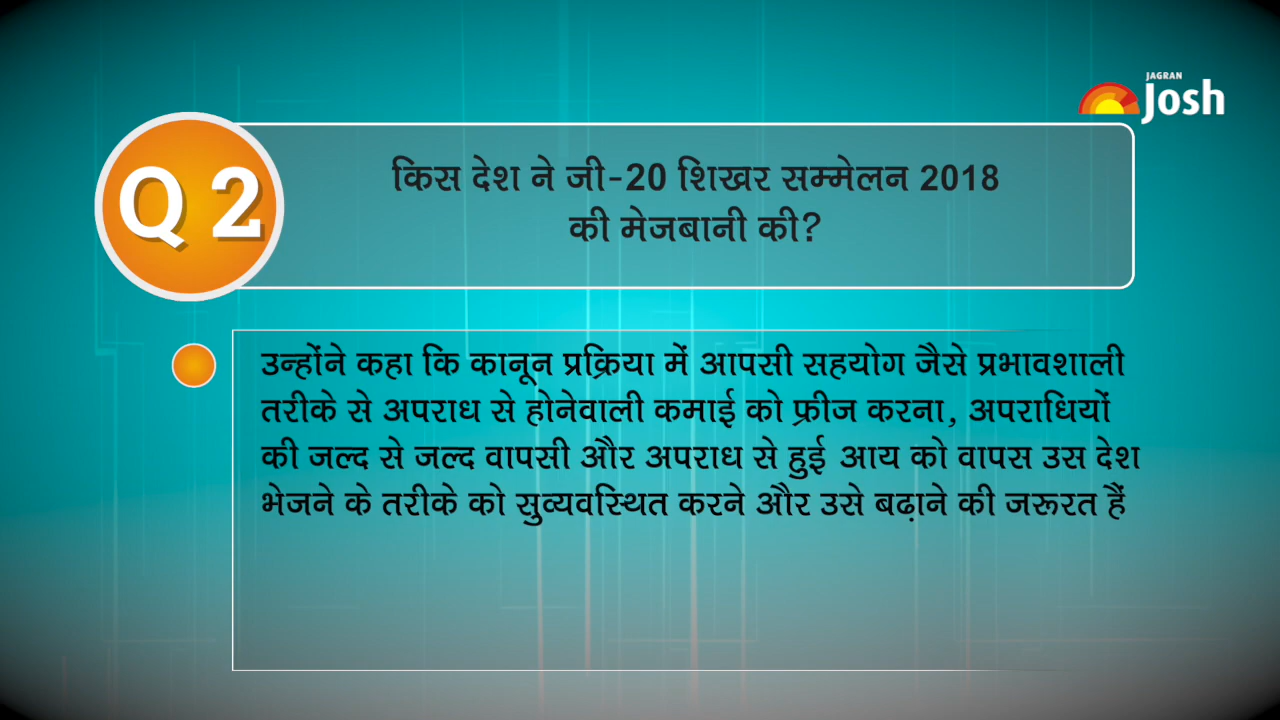 JAGRAN
Josh
Q 2
किस देश ने जी-20 शिखर सम्मेलन 2018
की मेजबानी की?
उन्होंने कहा कि कानून प्रक्रिया में आपसी सहयोग जैसे प्रभावशाली
तरीके से अपराध से होनेवाली कमाई को फ्रीज करना, अपराधियों
की जल्द से जल्द वापसी और अपराध से हुई आय को वापस उस देश
भेजने के तरीके को सुव्यवस्थित करने और उसे बढ़ाने की जरूरत हैं